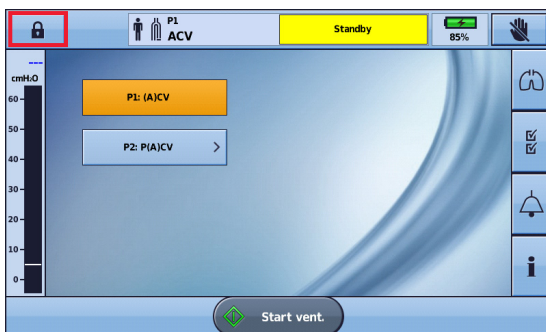 P1
ACV
Standby
85%
---
cmH₂O
60
50
40
30
20
10
0
P1: (A)CV
P2: P(A)CV
Start vent.